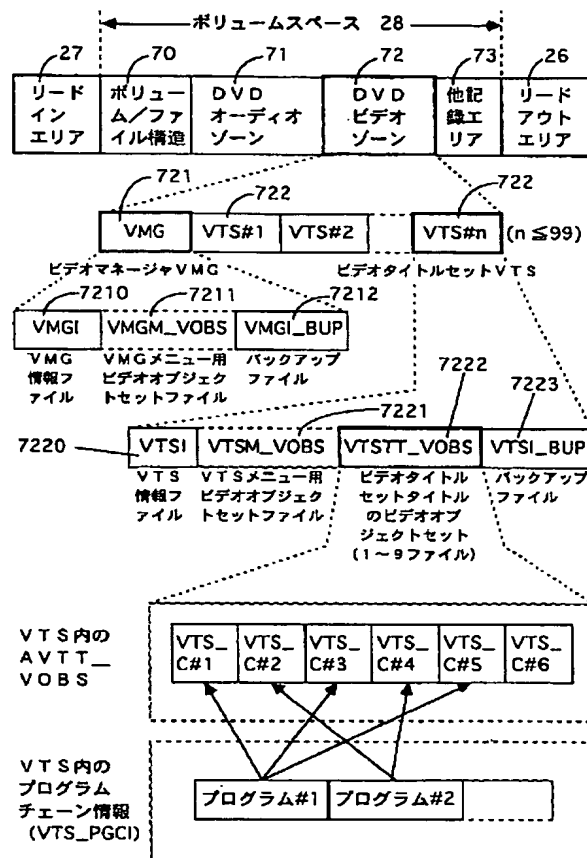 ボリュームスペース 28
27
70
71
72
73
26
リード
イン
エリア
ボリュー
ム/ファ
イル構造
DVD
オーディオ
ゾーン
DVD
ビデオ
ゾーン
他記
録エ
リア
リード
アウト
エリア
721
722
722
VMG
VTS#1
VTS#2
VTS#n
(n≦99)
ビデオマネージャVMG
ビデオタイトルセットVTS
7210
7211
7212
VMGI
VMGM_VOBS
VMGI_BUP
VMG
情報フ
ァイル
VMGメニュー用
ビデオオブジェク
トセットファイル
バックアップ
ファイル
7220
7221
7222
7223
VTSI
VTSM_VOBS
VTSTT_VOBS
VTSI_BUP
VTS
情報フ
ァイル
VTSメニュー用
ビデオオブジェク
トセットファイル
ビデオタイトル
セットタイトル
のビデオオブ
ジェクトセット
(1〜9ファイル)
バックアップ
ファイル
VTS内の
AVTT_
VOBS
VTS_
C#1
VTS_
C#2
VTS_
C#3
VTS_
C#4
VTS_
C#5
VTS_
C#6
VTS内の
プログラム
チェーン情報
(VTS_PGCI)
プログラム#1
プログラム#2